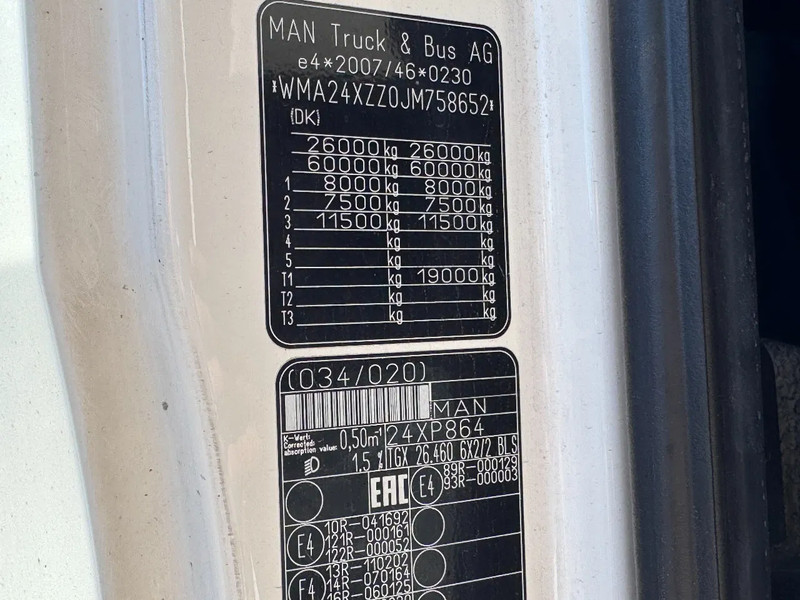 MAN Truck & Bus AG
e4*2007/46*0230
*WMA24XZZ0JM758652*
(DK)
26000kg 26000kg
60000kg 60000kg
1 8000kg 8000kg
2 7500kg 7500kg
3 11500kg 11500kg
4 kg kg
5 kg kg
T1 kg 19000kg
T2 kg kg
T3 kg kg
(034/020)
MAN
K-Wert:
Corrected
absorption value:
0,50m-1
24XP864
1.5 %
TGX 26.460 6X2/2 BLS
EAC
E4
89R-000129
93R-000003
E4
10R-041692
121R-000161
122R-000052
E4
13R-110202
14R-070164
16R-060125